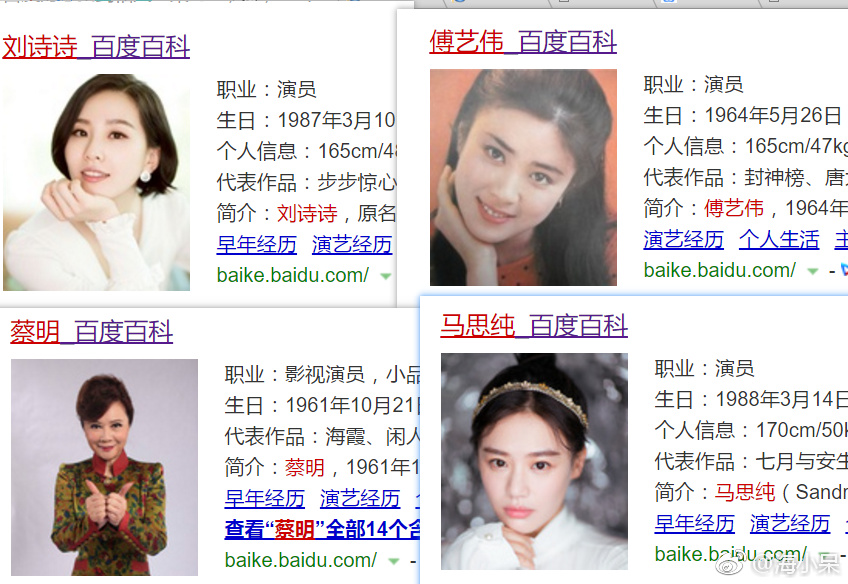 刘诗诗_百度百科
职业：演员
生日：1987年3月10
个人信息：165cm/48
代表作品：步步惊心
简介：刘诗诗，原名
早年经历 演艺经历
baike.baidu.com/
傅艺伟_百度百科
职业：演员
生日：1964年5月26日
个人信息：165cm/47kg
代表作品：封神榜、唐太
简介：傅艺伟，1964年
演艺经历 个人生活 主
baike.baidu.com/ -
蔡明_百度百科
职业：影视演员，小品
生日：1961年10月21日
代表作品：海霞、闲人
简介：蔡明，1961年1
早年经历 演艺经历
查看“蔡明”全部14个含
baike.baidu.com/ -
马思纯_百度百科
职业：演员
生日：1988年3月14日
个人信息：170cm/50k
代表作品：七月与安生
简介：马思纯（Sandr
早年经历 演艺经历
baike.baidu.com/
@海小呆